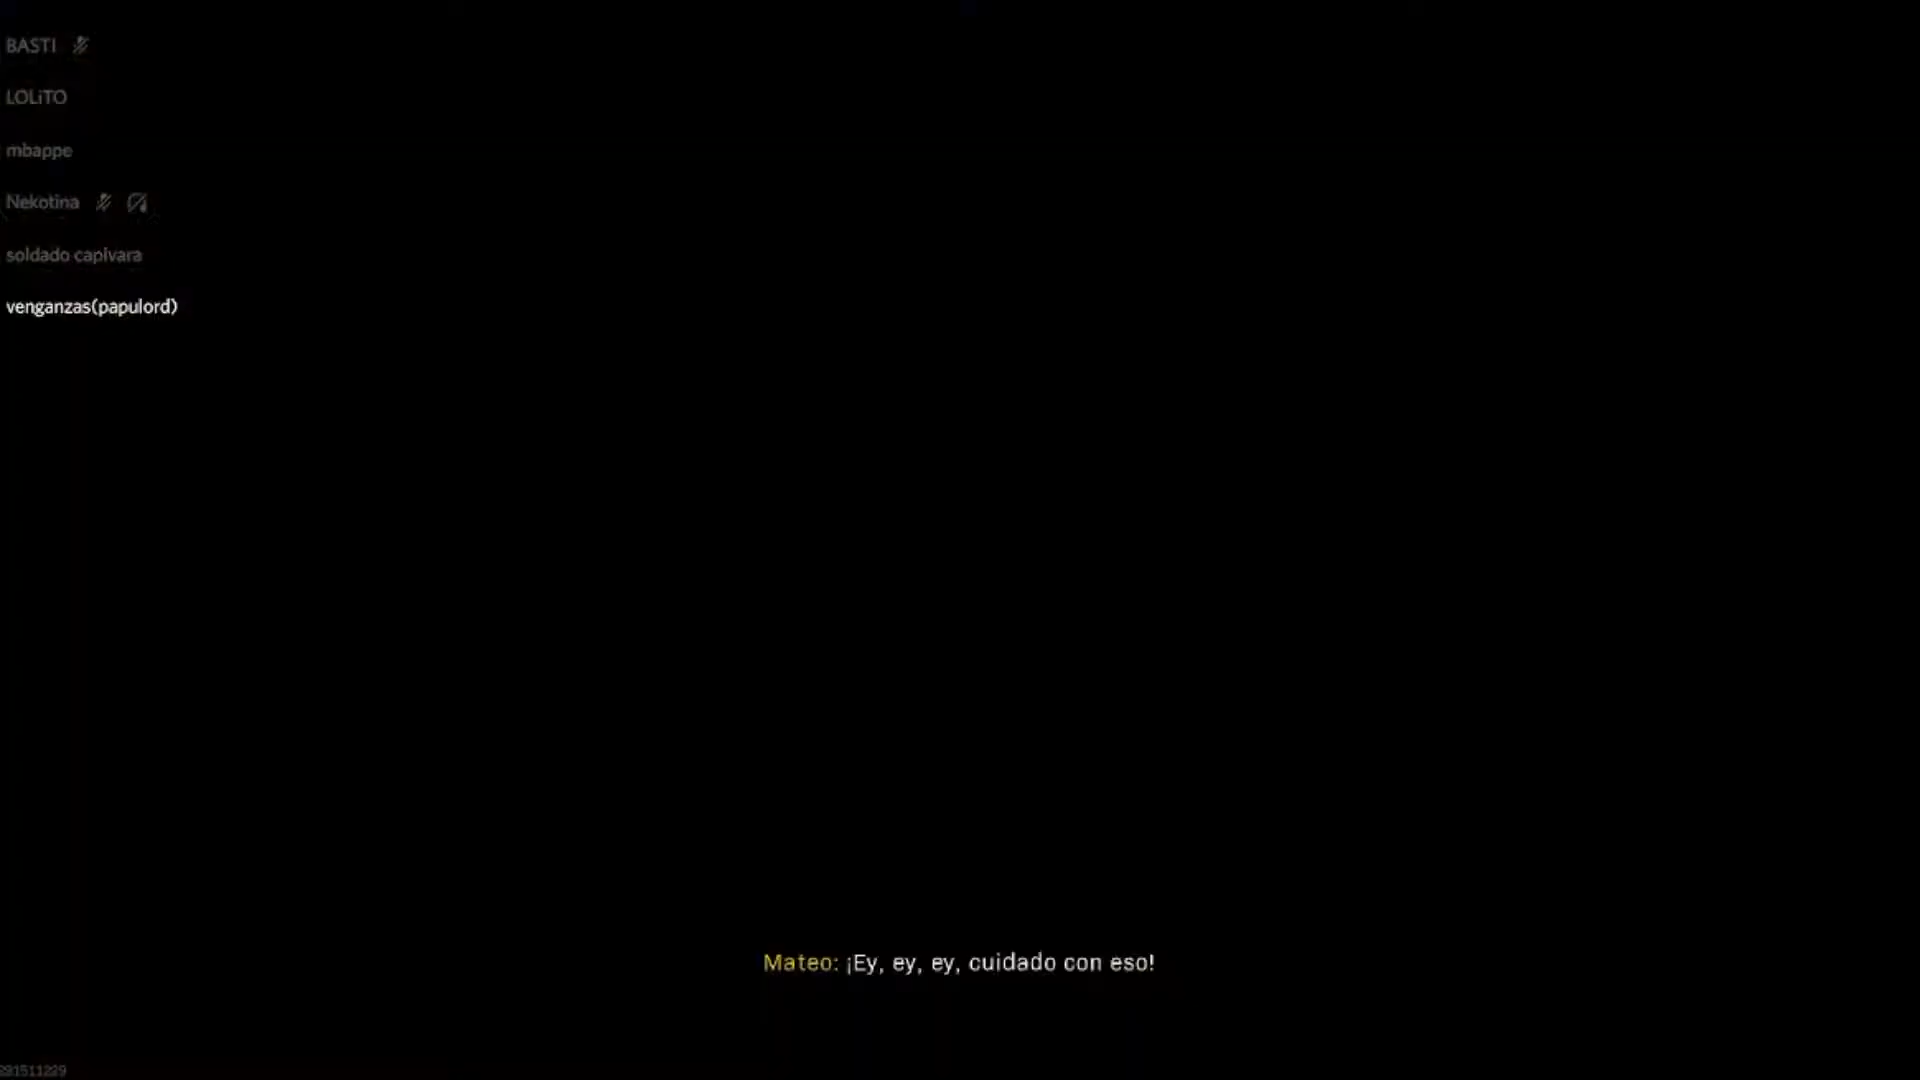 BASTI
LOLiTO
mbappe
Nekotina
soldado capivara
venganzas(papulord)
Mateo: ¡Ey, ey, ey, cuidado con eso!